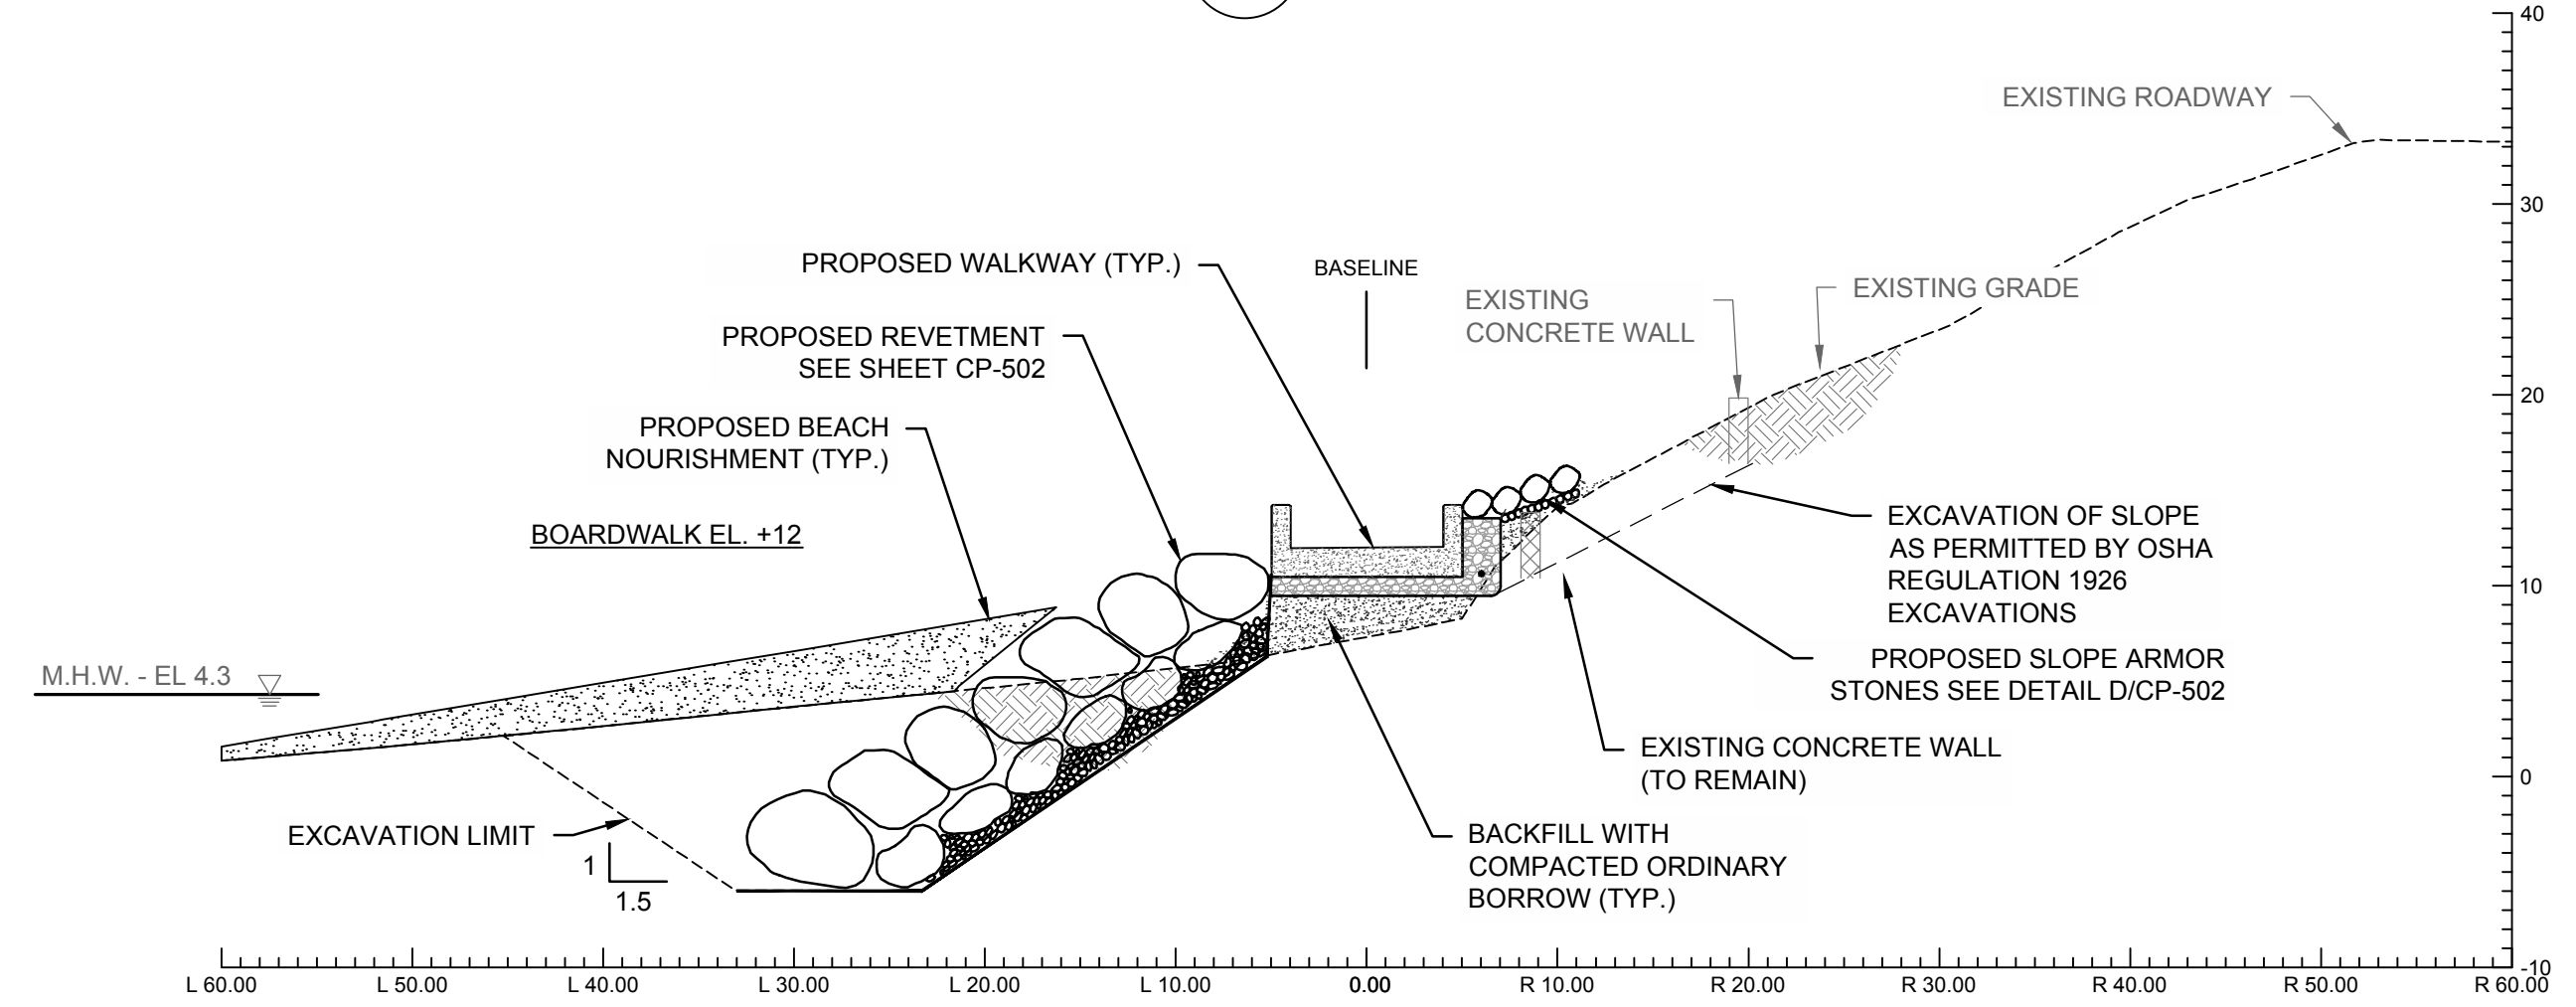 40
EXISTING ROADWAY
30
PROPOSED WALKWAY (TYP.)
BASELINE
EXISTING
CONCRETE WALL
EXISTING GRADE
PROPOSED REVETMENT
SEE SHEET CP-502
20
PROPOSED BEACH
NOURISHMENT (TYP.)
BOARDWALK EL. +12
EXCAVATION OF SLOPE
AS PERMITTED BY OSHA
REGULATION 1926
EXCAVATIONS
10
M.H.W. - EL 4.3
PROPOSED SLOPE ARMOR
STONES SEE DETAIL D/CP-502
EXISTING CONCRETE WALL
(TO REMAIN)
0
EXCAVATION LIMIT
1
1.5
BACKFILL WITH
COMPACTED ORDINARY
BORROW (TYP.)
-10
L 60.00 L 50.00 L 40.00 L 30.00 L 20.00 L 10.00 0.00 R 10.00 R 20.00 R 30.00 R 40.00 R 50.00 R 60.00